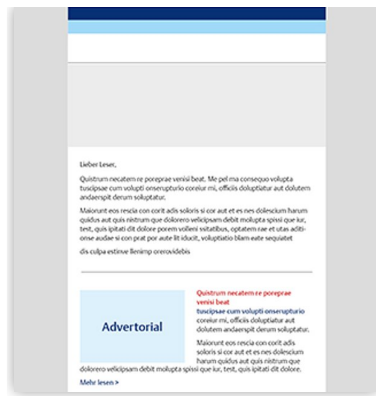 Lieber Leser,
Quistrum necatem re poreprae venisi beat. Me pel ma consequo volupta
tuscipsae cum volupti onserupturio coreiur mi, officiis doluptiatur aut dolutem
andaerspit derum soluptatur.
Maiorunt eos rescia con corit adis soloris si cor aut et es nes dolescium harum
quidus aut quis nistrum que dolorero velicipsam debit molupta spissi que iur,
test, quis ipitati dit dolore porem volleni ssitatibus, optatem rae et utas aditi-
onse audae si con prat por aute lit iducit, voluptiatio blam eate sequiatet
dis culpa estinve llenimp orerovidebis
Quistrum necatem re poreprae
venisi beat
Advertorial
tuscipsae cum volupti onserupturio
coreiur mi, officiis doluptiatur aut
dolutem andaerspit derum soluptatur.
Maiorunt eos rescia con corit adis
soloris si cor aut et es nes dolescium
harum quidus aut quis nistrum que
dolorero velicipsam debit molupta spissi que iur, test, quis ipitati dit dolore.
Mehr lesen >